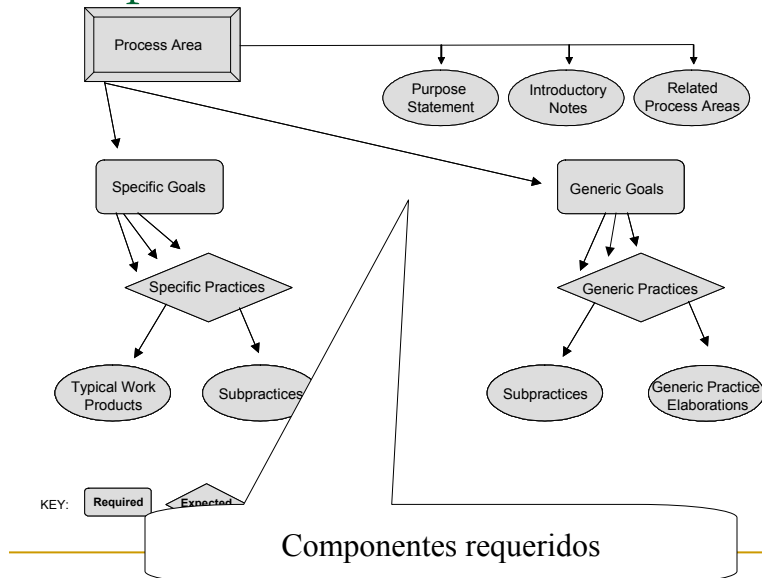 Process Area
Purpose
Statement
Introductory
Notes
Related
Process Areas
Specific Goals
Generic Goals
Specific Practices
Generic Practices
Typical Work
Products
Subpractices
Subpractices
Generic Practice
Elaborations
KEY:
Required
Expected
Componentes requeridos